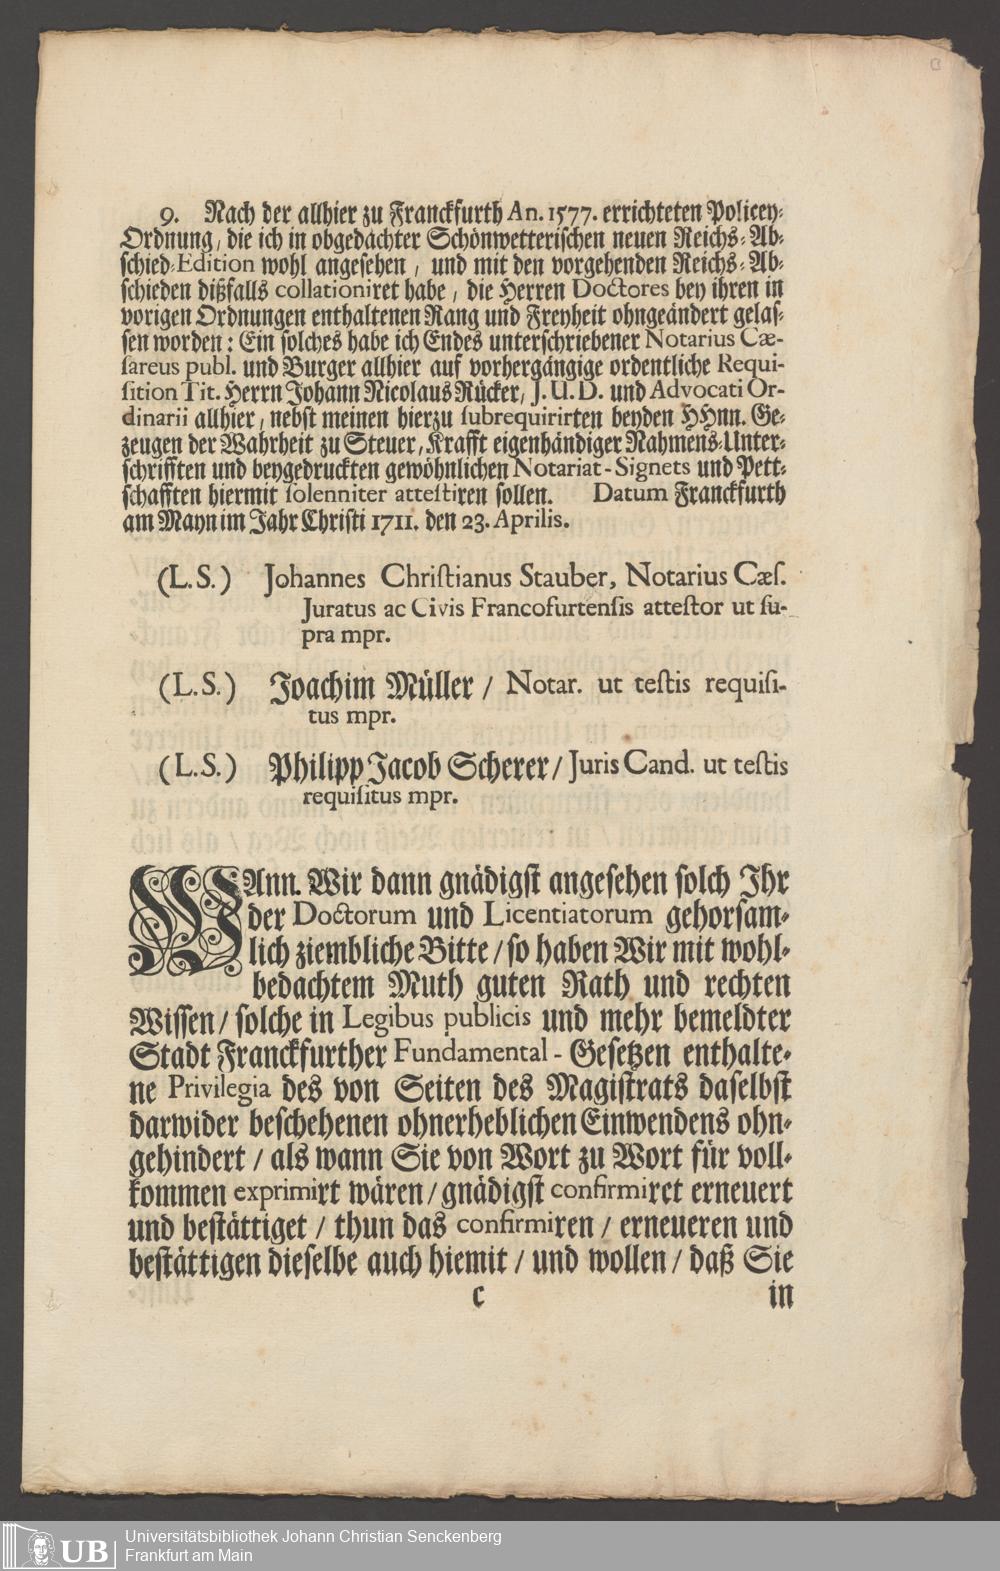 9. Nach der allhier zu Franckfurth An. 1577. errichteten Policey-
Ordnung, die ich in obgedachter Schönwetterischen neuen Reichs-Ab-
schied-Edition wohl angesehen, und mit den vorgehenden Reichs-Ab-
schieden dißfalls collationiret habe, die Herren Doctores bey ihren in
vorigen Ordnungen enthaltenen Rang und Freyheit ohngeändert gelas-
sen worden: Ein solches habe ich Endes unterschriebener Notarius Cæ-
sareus publ. und Burger allhier auf vorhergängige ordentliche Requi-
sition Tit. Herrn Johann Nicolaus Rücker, J. U. D. und Advocati Or-
dinarii allhier, nebst meinen hierzu subrequirirten beyden HHnn. Ge-
zeugen der Wahrheit zu Steuer, Krafft eigenhändiger Nahmens-Unter-
schrifften und beygedruckten gewöhnlichen Notariat-Signets und Pett-
schafften hiermit solenniter attestiren sollen. Datum Franckfurth
am Mayn im Jahr Christi 1711. den 23. Aprilis.
(L.S.) Johannes Christianus Stauber, Notarius Cæs.
Juratus ac Civis Francofurtensis attestor ut su-
pra mpr.
(L.S.) Joachim Müller / Notar. ut testis requisi-
tus mpr.
(L.S.) Philipp Jacob Scherer / Juris Cand. ut testis
requisitus mpr.
WAnn. Wir dann gnädigst angesehen solch Ihr
der Doctorum und Licentiatorum gehorsam-
lich ziembliche Bitte / so haben Wir mit wohl-
bedachtem Muth guten Rath und rechten
Wissen / solche in Legibus publicis und mehr bemeldter
Stadt Franckfurther Fundamental-Gesetzen enthalte-
ne Privilegia des von Seiten des Magistrats daselbst
darwider beschehenen ohnerheblichen Einwendens ohn-
gehindert / als wann Sie von Wort zu Wort für voll-
kommen exprimirt wären / gnädigst confirmiret erneuert
und bestättiget / thun das confirmiren / erneueren und
bestättigen dieselbe auch hiemit / und wollen / daß Sie
c in
UB
Universitätsbibliothek Johann Christian Senckenberg
Frankfurt am Main